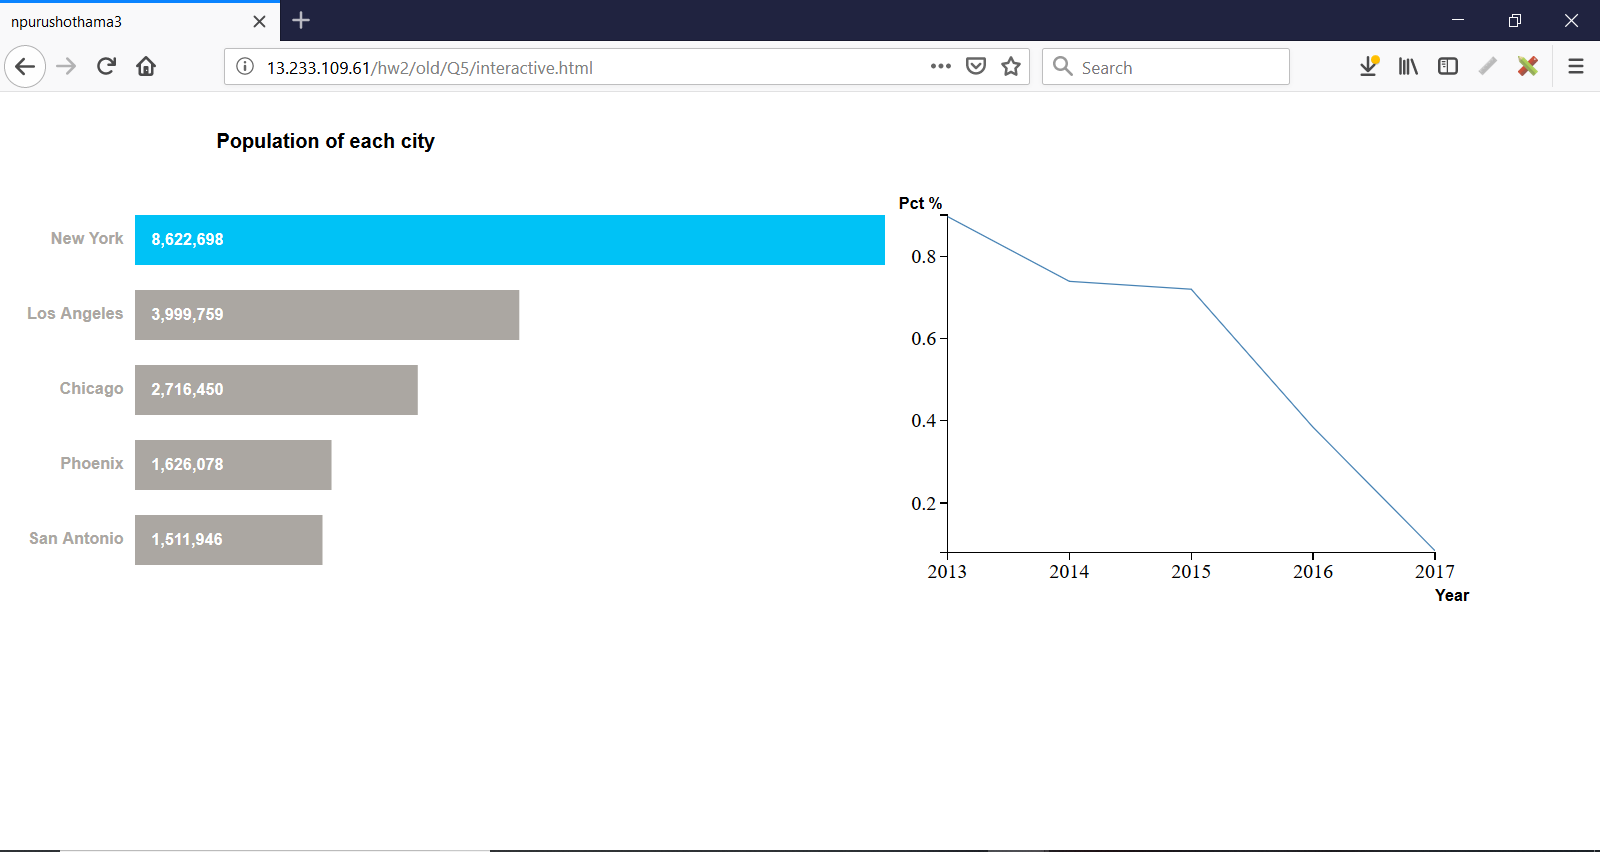 npurushothama3
13.233.109.61/hw2/old/Q5/interactive.html
Search
Population of each city
New York 8,622,698
Los Angeles 3,999,759
Chicago 2,716,450
Phoenix 1,626,078
San Antonio 1,511,946
Pct %
0.8
0.6
0.4
0.2
2013 2014 2015 2016 2017
Year